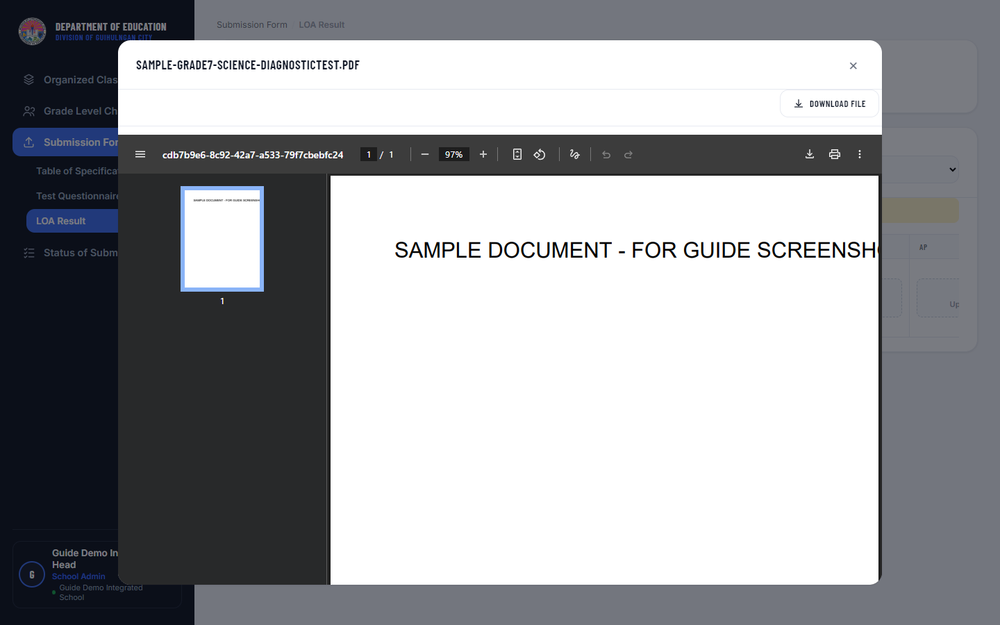 DEPARTMENT OF EDUCATION
DIVISION OF GUIHULNGAN CITY
Organized Clas
Grade Level Ch
Submission For
Table of Specifica
Test Questionnaire
LOA Result
Status of Subm
Guide Demo In
Head
G
School Admin
Guide Demo Integrated
School
Submission Form / LOA Result
SAMPLE-GRADE7-SCIENCE-DIAGNOSTICTEST.PDF
DOWNLOAD FILE
cdb7b9e6-8c92-42a7-a533-79f7cbebfc24
1 / 1
97%
SAMPLE DOCUMENT - FOR GUIDE SCREENSH
1
SAMPLE DOCUMENT - FOR GUIDE SCREENSHO
AP
Up